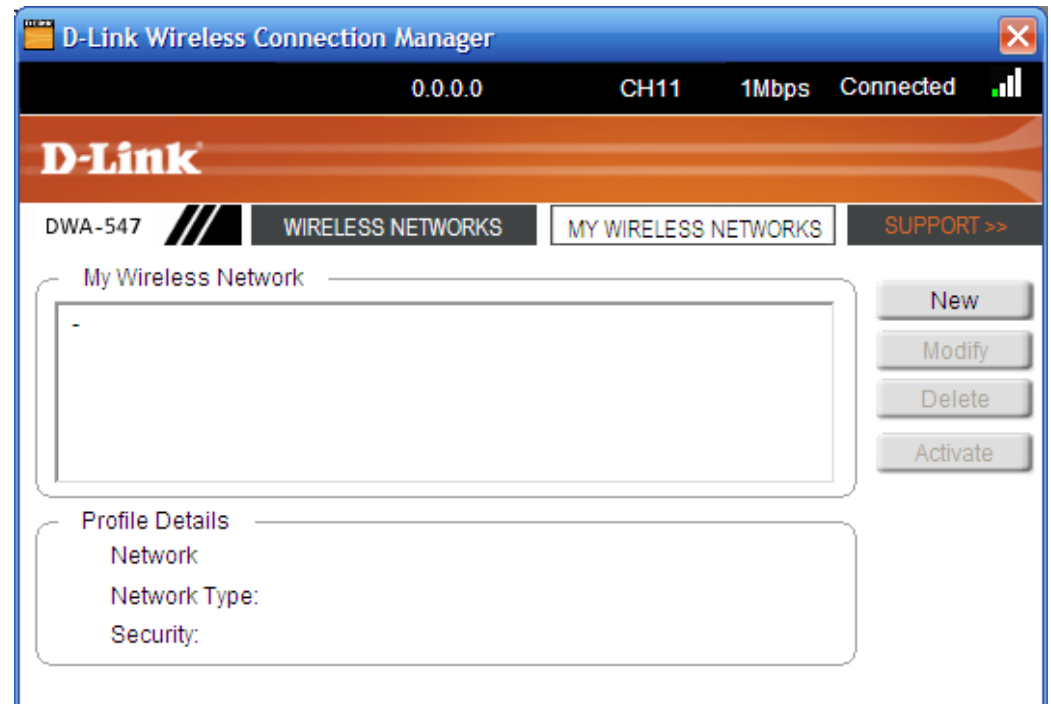 D-Link Wireless Connection Manager
0.0.0.0 CH11 1Mbps Connected
D-Link
DWA-547 WIRELESS NETWORKS MY WIRELESS NETWORKS SUPPORT >>
My Wireless Network
-
New
Modify
Delete
Activate
Profile Details
Network
Network Type:
Security: